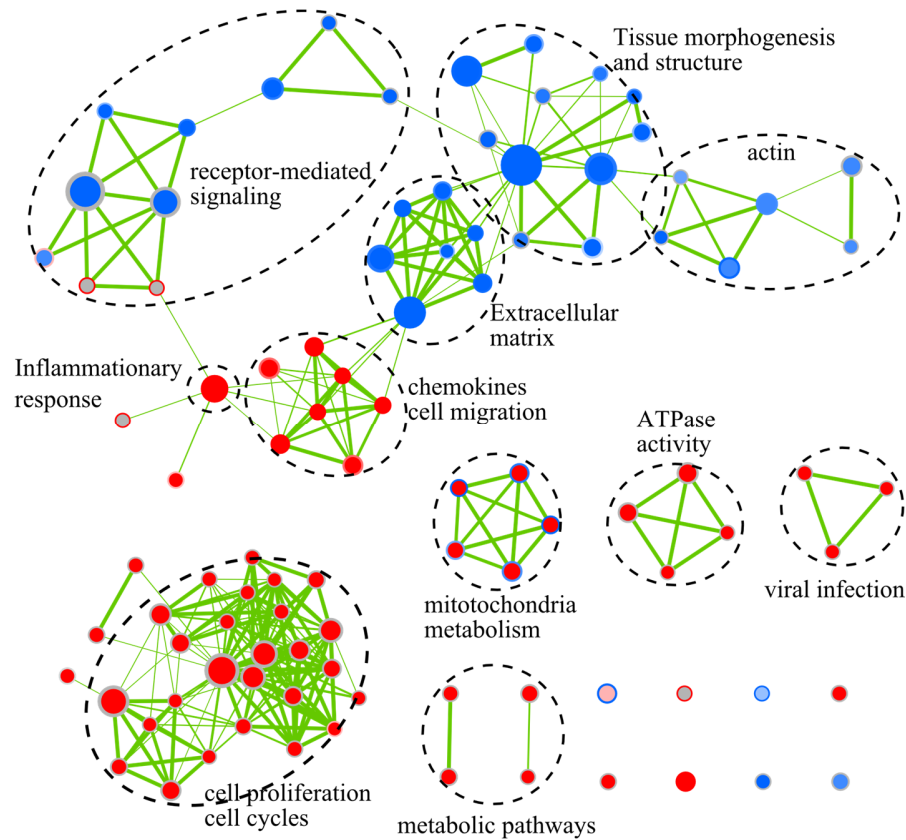 Tissue morphogenesis
and structure
receptor-mediated
signaling
actin
Extracellular
matrix
Inflammationary
response
chemokines
cell migration
ATPase
activity
viral infection
mitotochondria
metabolism
cell proliferation
cell cycles
metabolic pathways